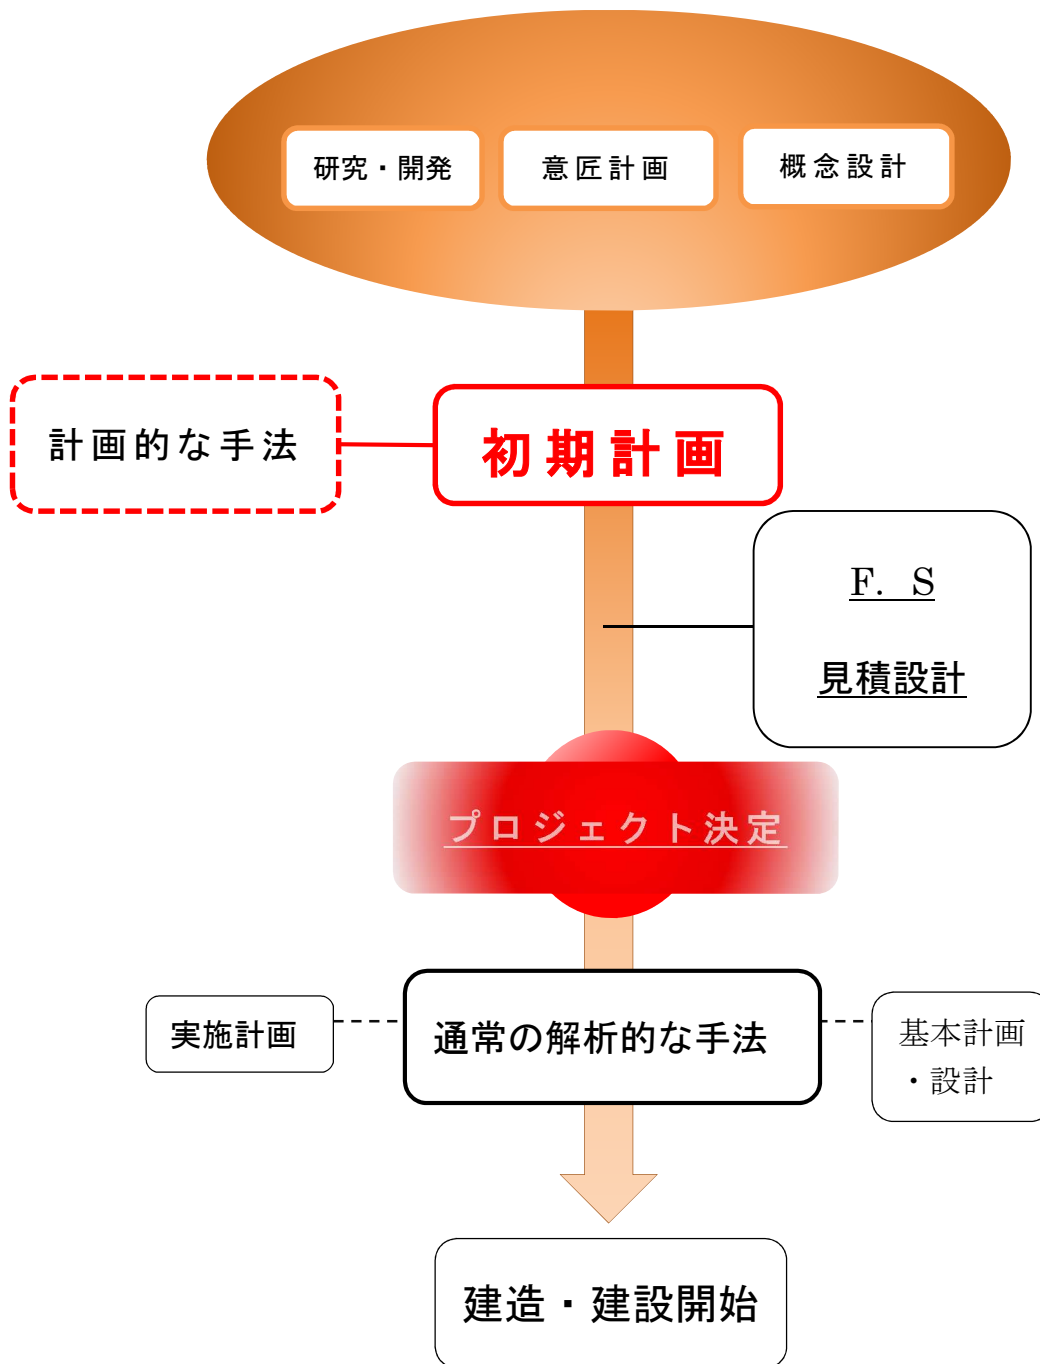 研究・開発
意匠計画
概念設計
計画的な手法
初期計画
F. S
見積設計
プロジェクト決定
実施計画
通常の解析的な手法
基本計画
・設計
建造・建設開始